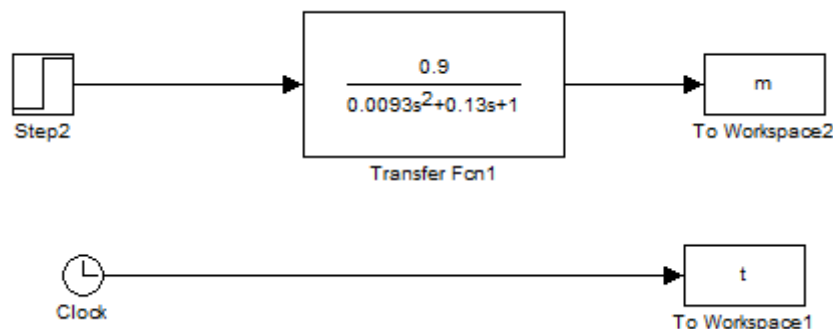 0.9
0.0093s2+0.13s+1
m
Step2
To Workspace2
Transfer Fcn1
t
Clock
To Workspace1